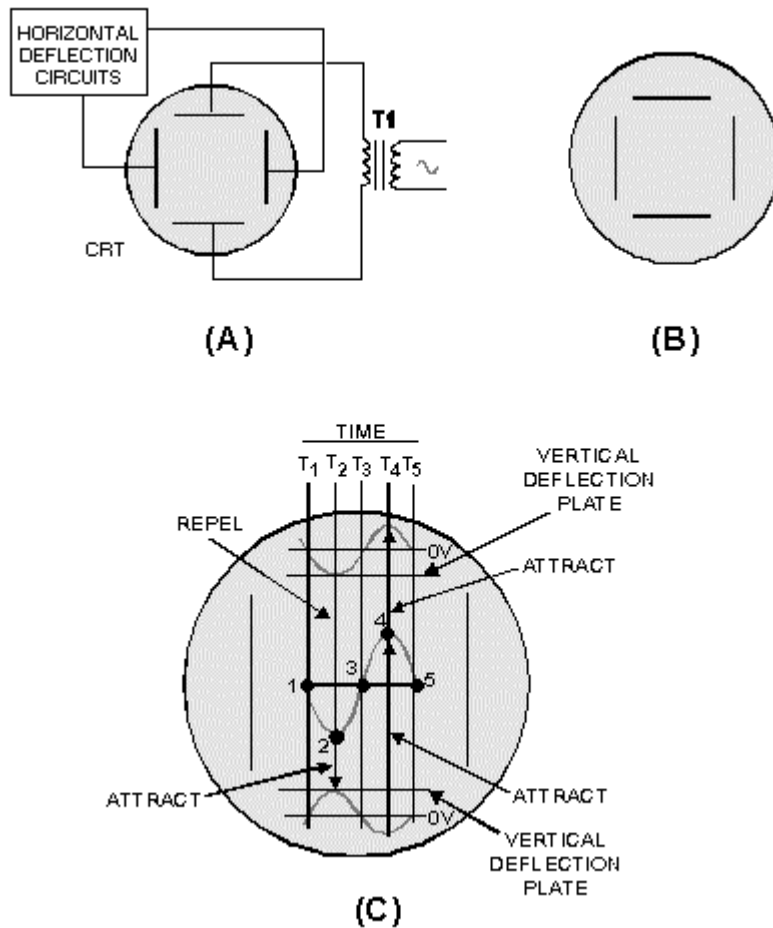 HORIZONTAL
DEFLECTION
CIRCUITS
T1
CRT
(A)
(B)
TIME
T1 T2 T3 T4 T5
VERTICAL
DEFLECTION
PLATE
REPEL
0V
ATTRACT
4
3
1
5
2
ATTRACT
ATTRACT
0V
VERTICAL
DEFLECTION
PLATE
(C)